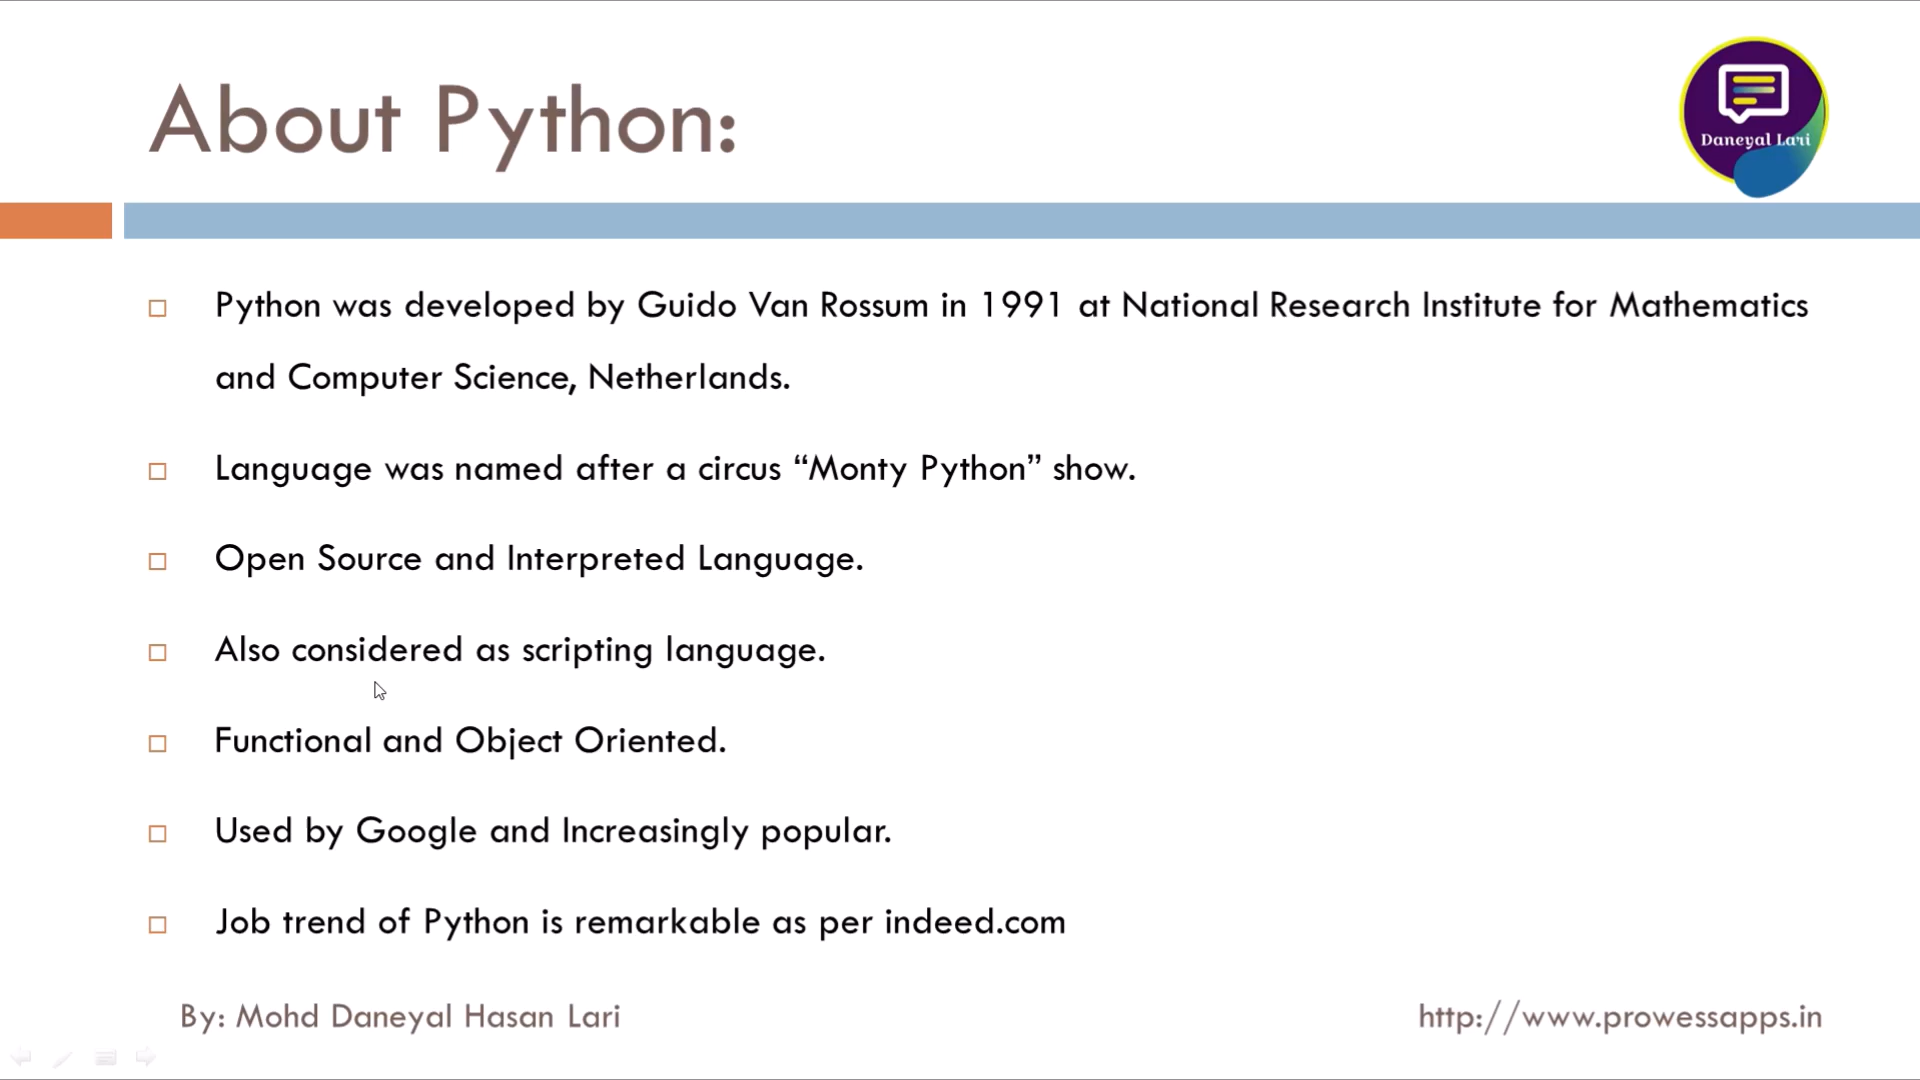 About Python:
Daneyal Lari
Python was developed by Guido Van Rossum in 1991 at National Research Institute for Mathematics
and Computer Science, Netherlands.
Language was named after a circus “Monty Python” show.
Open Source and Interpreted Language.
Also considered as scripting language.
Functional and Object Oriented.
Used by Google and Increasingly popular.
Job trend of Python is remarkable as per indeed.com
By: Mohd Daneyal Hasan Lari
http://www.prowessapps.in